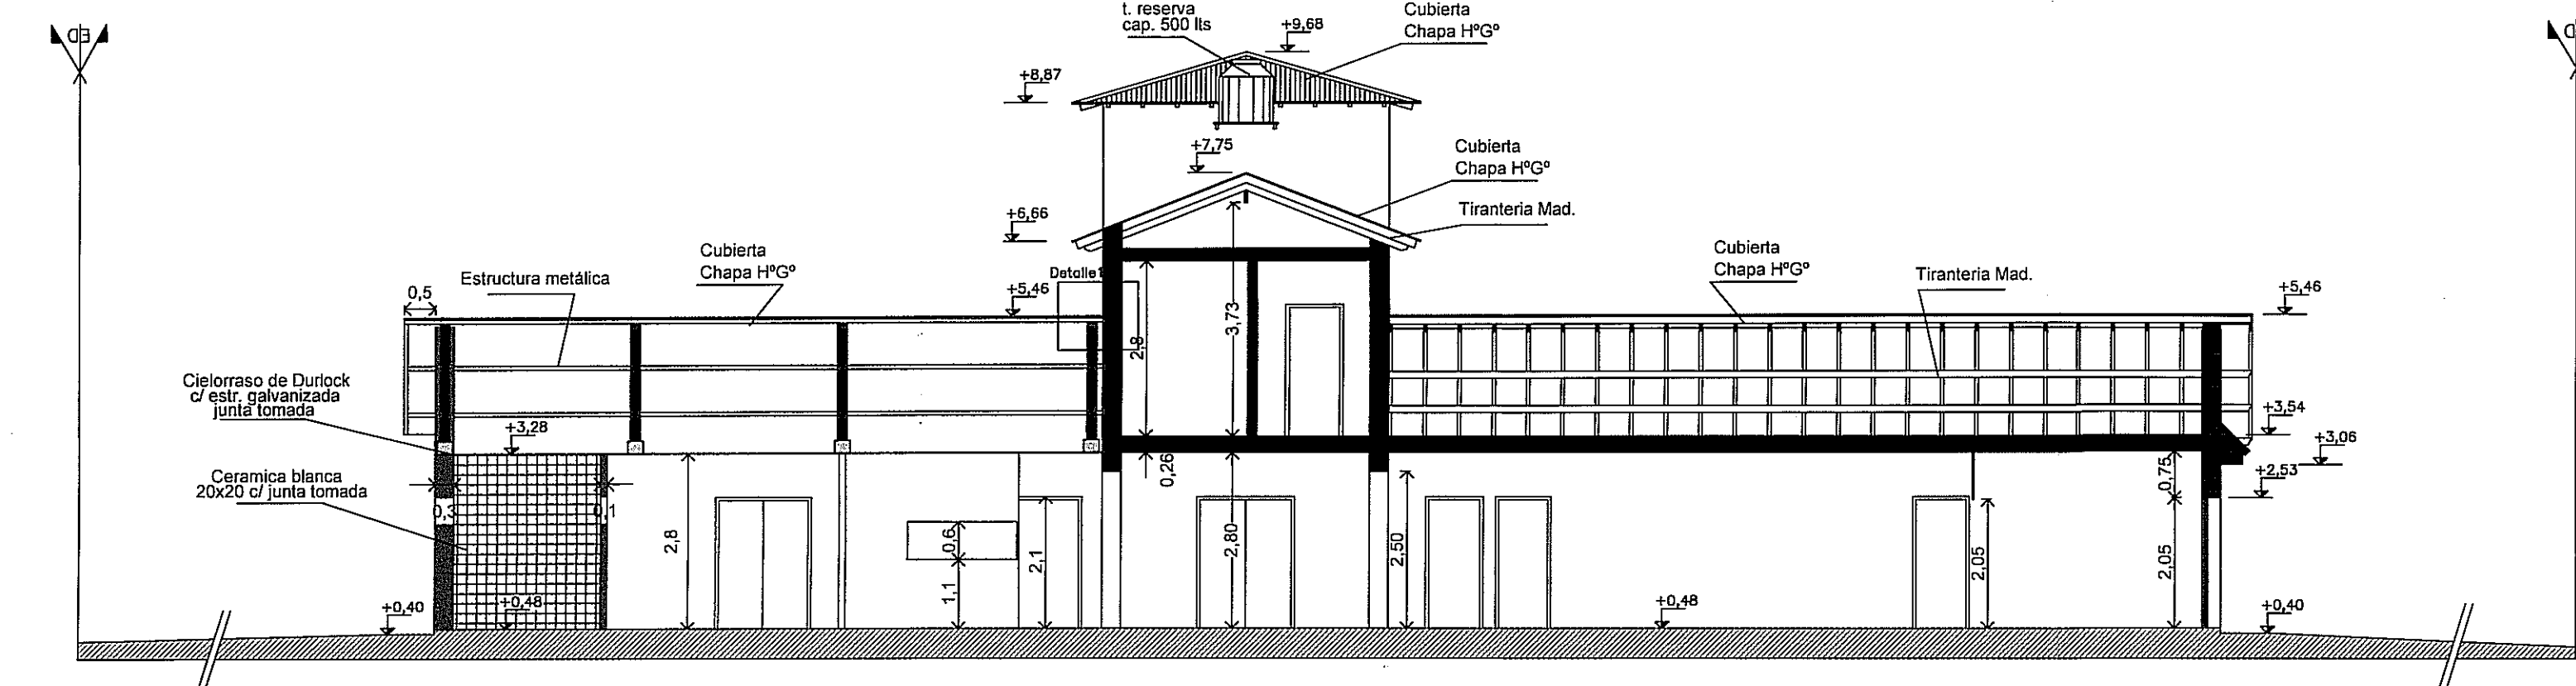 t. reserva
cap. 500 lts
Cubierta
Chapa HºGº
+9,68
ED
+8,87
+7,75
Cubierta
Chapa HºGº
+6,66
Tiranteria Mad.
Cubierta
Chapa HºGº
Estructura metálica
Detalle1
Cubierta
Chapa HºGº
Tiranteria Mad.
0,5
+5,46
+5,46
2,8
3,73
Cielorraso de Durlock
c/ estr. galvanizada
junta tomada
+3,28
+3,54
+3,06
+2,53
Ceramica blanca
20x20 c/ junta tomada
0,3
0,1
2,8
0,6
1,1
2,1
0,26
2,80
2,50
2,05
0,75
2,05
+0,40
+0,48
+0,48
+0,40